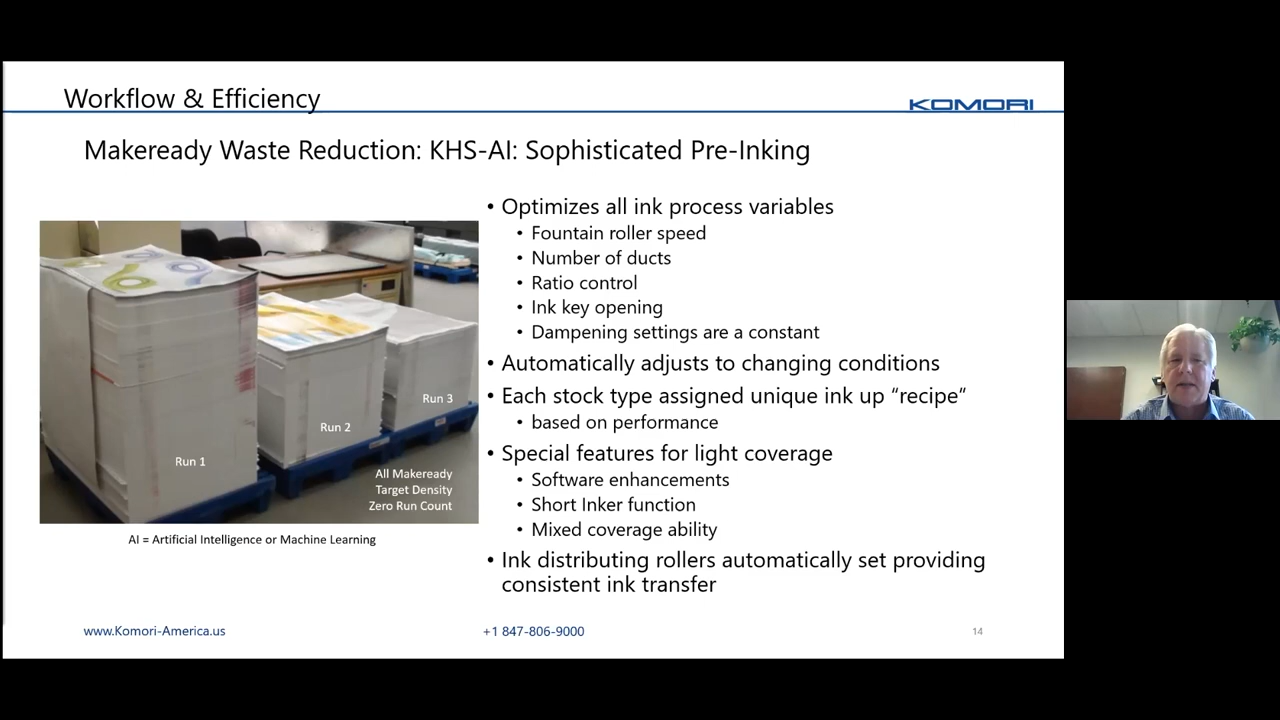 Workflow & Efficiency
KOMORI
Makeready Waste Reduction: KHS-AI: Sophisticated Pre-Inking
Run 1
Run 2
Run 3
All Makeready
Target Density
Zero Run Count
AI = Artificial Intelligence or Machine Learning
• Optimizes all ink process variables
• Fountain roller speed
• Number of ducts
• Ratio control
• Ink key opening
• Dampening settings are a constant
• Automatically adjusts to changing conditions
• Each stock type assigned unique ink up “recipe”
• based on performance
• Special features for light coverage
• Software enhancements
• Short Inker function
• Mixed coverage ability
• Ink distributing rollers automatically set providing
consistent ink transfer
www.Komori-America.us
+1 847-806-9000
14